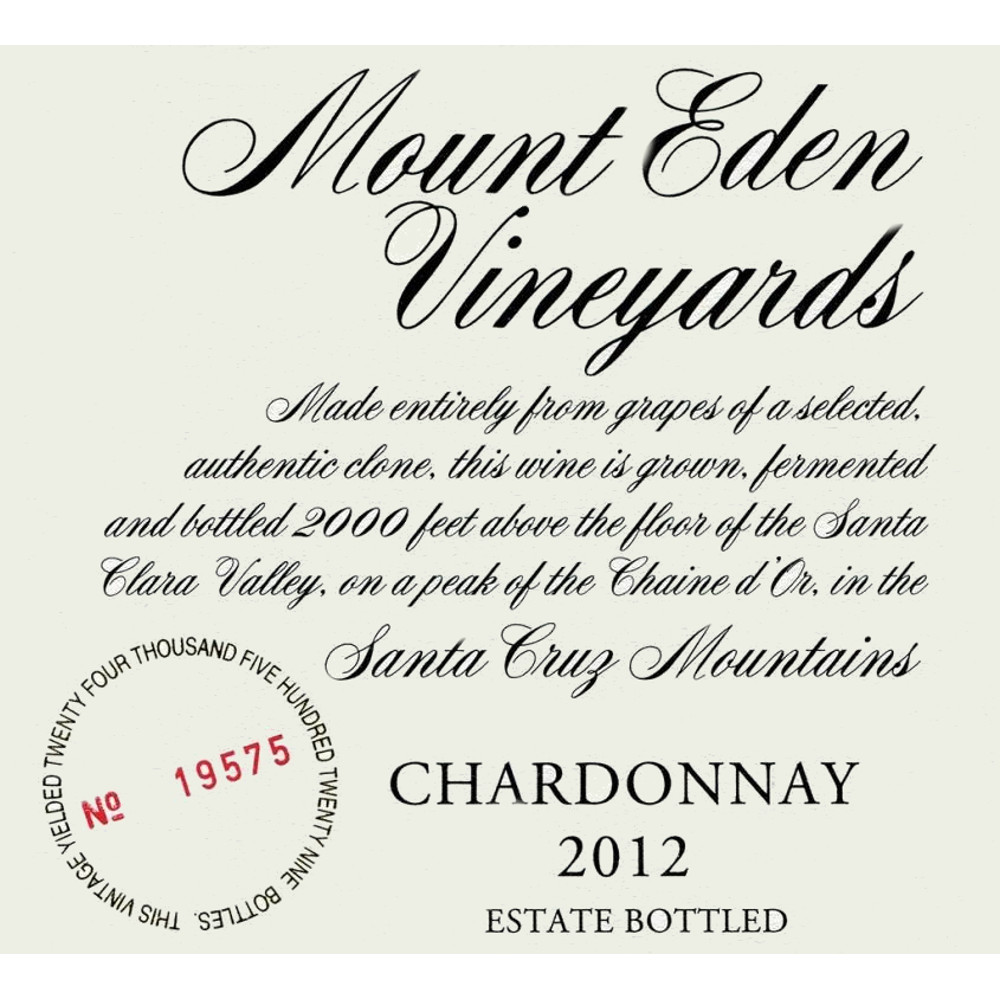 Mount Eden
Vineyards
Made entirely from grapes of a selected,
authentic clone, this wine is grown, fermented
and bottled 2000 feet above the floor of the Santa
Clara Valley, on a peak of the Chaine d'Or, in the
Santa Cruz Mountains
THIS VINTAGE YIELDED TWENTY FOUR THOUSAND FIVE HUNDRED TWENTY NINE BOTTLES.
Nº 19575
CHARDONNAY
2012
ESTATE BOTTLED